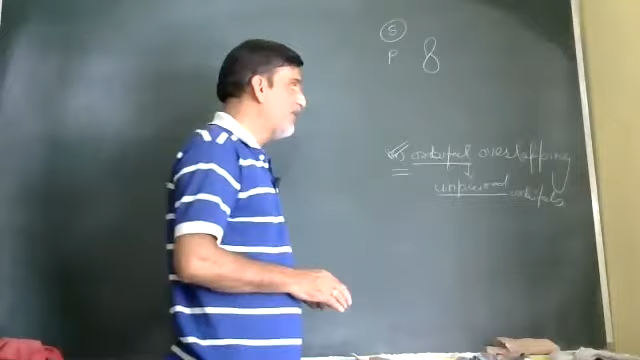 S
P 8
orbital overlapping
unpaired orbitals